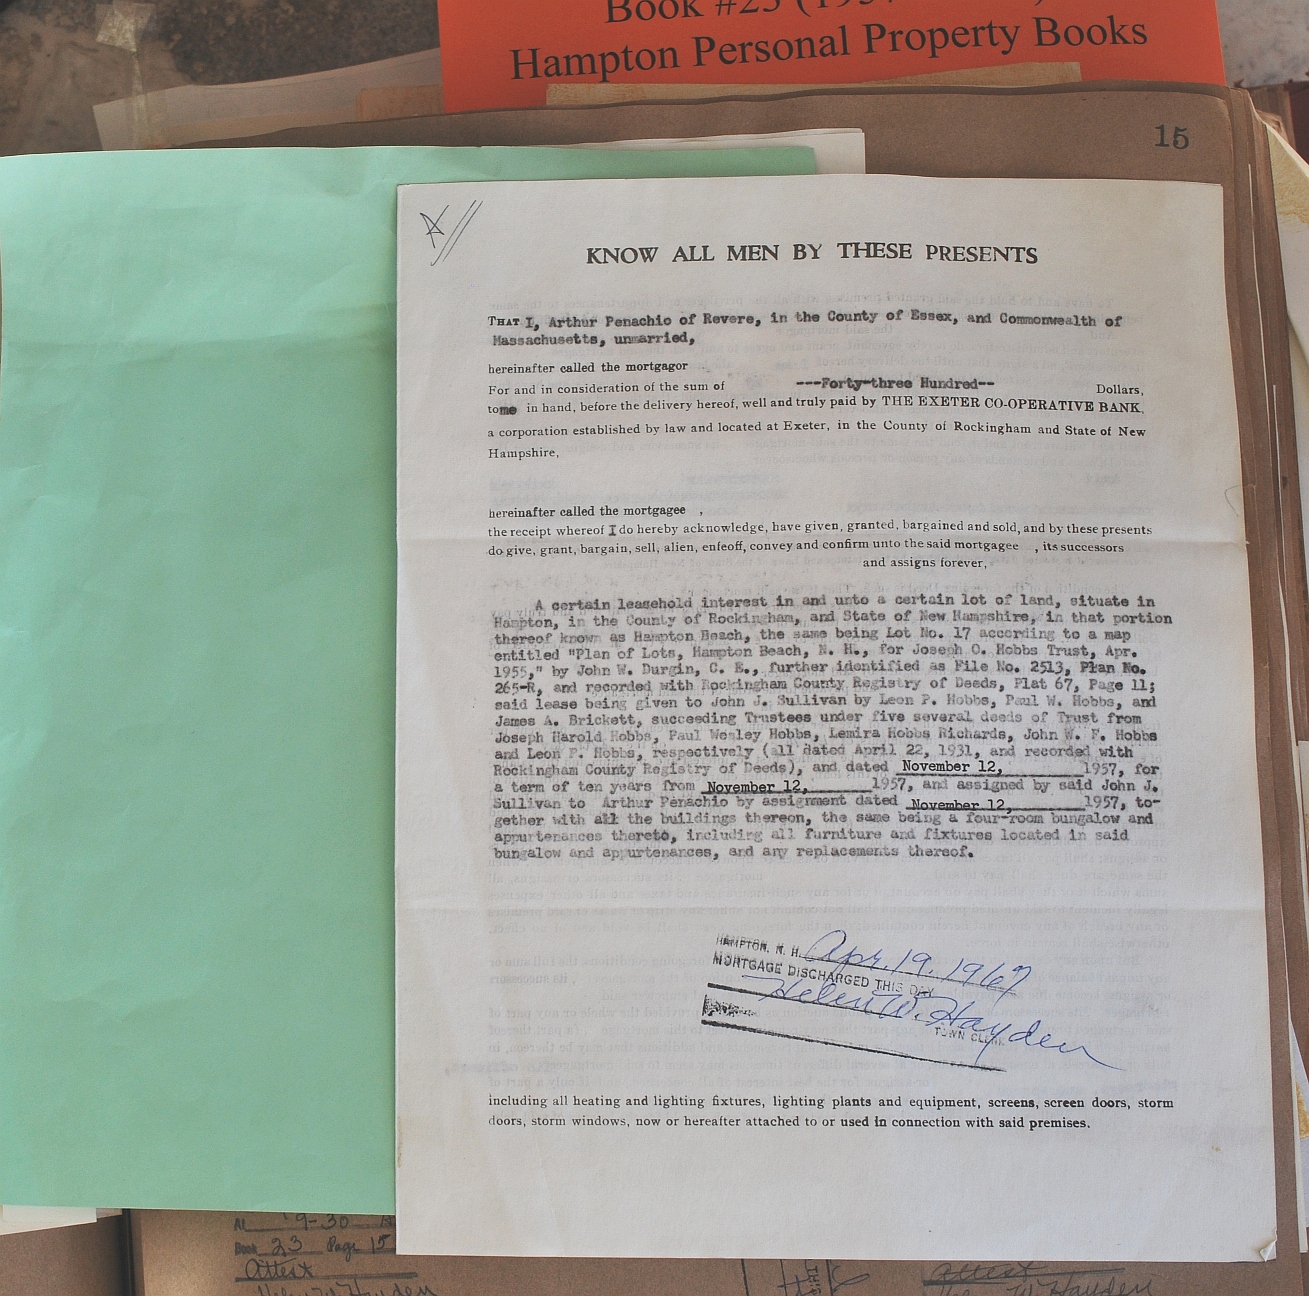 Book #23 (1957
Hampton Personal Property Books
15
KNOW ALL MEN BY THESE PRESENTS
THAT I, Arthur Penachio of Revere, in the County of Essex, and Commonwealth of
Massachusetts, unmarried,
hereinafter called the mortgagor
For and in consideration of the sum of ---Forty-three Hundred-- Dollars,
to me in hand, before the delivery hereof, well and truly paid by THE EXETER CO-OPERATIVE BANK,
a corporation established by law and located at Exeter, in the County of Rockingham and State of New
Hampshire,
hereinafter called the mortgagee ,
the receipt whereof I do hereby acknowledge, have given, granted, bargained and sold, and by these presents
do give, grant, bargain, sell, alien, enfeoff, convey and confirm unto the said mortgagee , its successors
and assigns forever,
A certain leasehold interest in and unto a certain lot of land, situate in
Hampton, in the County of Rockingham, and State of New Hampshire, in that portion
thereof known as Hampton Beach, the same being Lot No. 17 according to a map
entitled "Plan of Lots, Hampton Beach, N. H., for Joseph O. Hobbs Trust, Apr.
1955," by John W. Durgin, C. E., further identified as File No. 2513, Plan No.
265-R, and recorded with Rockingham County Registry of Deeds, Plat 67, Page 11;
said lease being given to John J. Sullivan by Leon P. Hobbs, Paul W. Hobbs, and
James A. Brickett, succeeding Trustees under five several deeds of Trust from
Joseph Harold Hobbs, Paul Wesley Hobbs, Lemira Hobbs Richards, John W. F. Hobbs
and Leon P. Hobbs, respectively (all dated April 22, 1931, and recorded with
Rockingham County Registry of Deeds), and dated November 12, 1957, for
a term of ten years from November 12, 1957, and assigned by said John J.
Sullivan to Arthur Penachio by assignment dated November 12, 1957, to-
gether with all the buildings thereon, the same being a four-room bungalow and
appurtenances thereto, including all furniture and fixtures located in said
bungalow and appurtenances, and any replacements thereof.
HAMPTON, N. H. Apr. 19, 1967
MORTGAGE DISCHARGED THIS DAY
Helen W. Hayden
TOWN CLERK
including all heating and lighting fixtures, lighting plants and equipment, screens, screen doors, storm
doors, storm windows, now or hereafter attached to or used in connection with said premises.
At 9-30 A
Book 23 Page 15
Attest
Helen W Hayden
Attest
Helen W Hayden